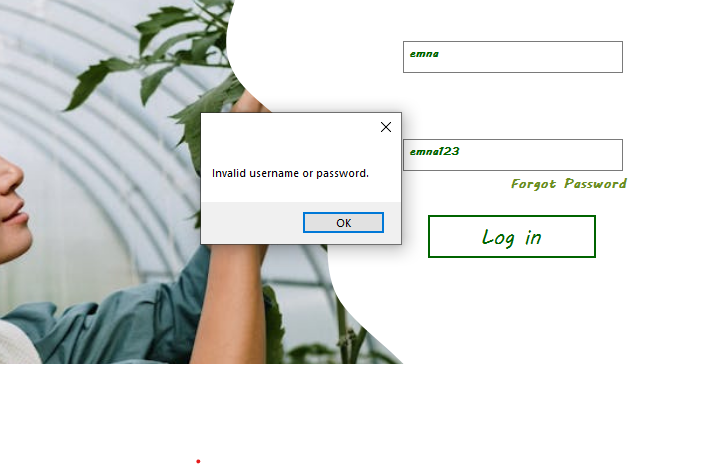 emna
Invalid username or password.
OK
emna123
Forgot Password
Log in